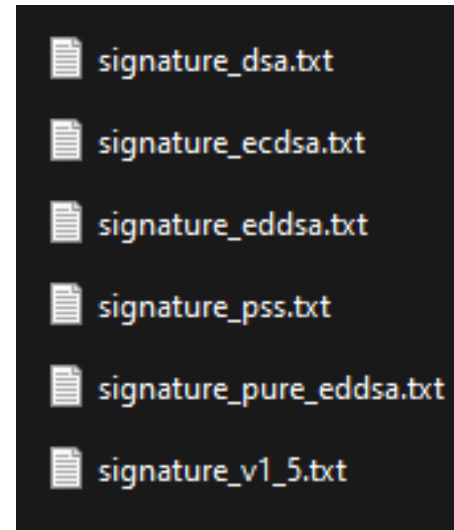 signature_dsa.txt
signature_ecdsa.txt
signature_eddsa.txt
signature_pss.txt
signature_pure_eddsa.txt
signature_v1_5.txt